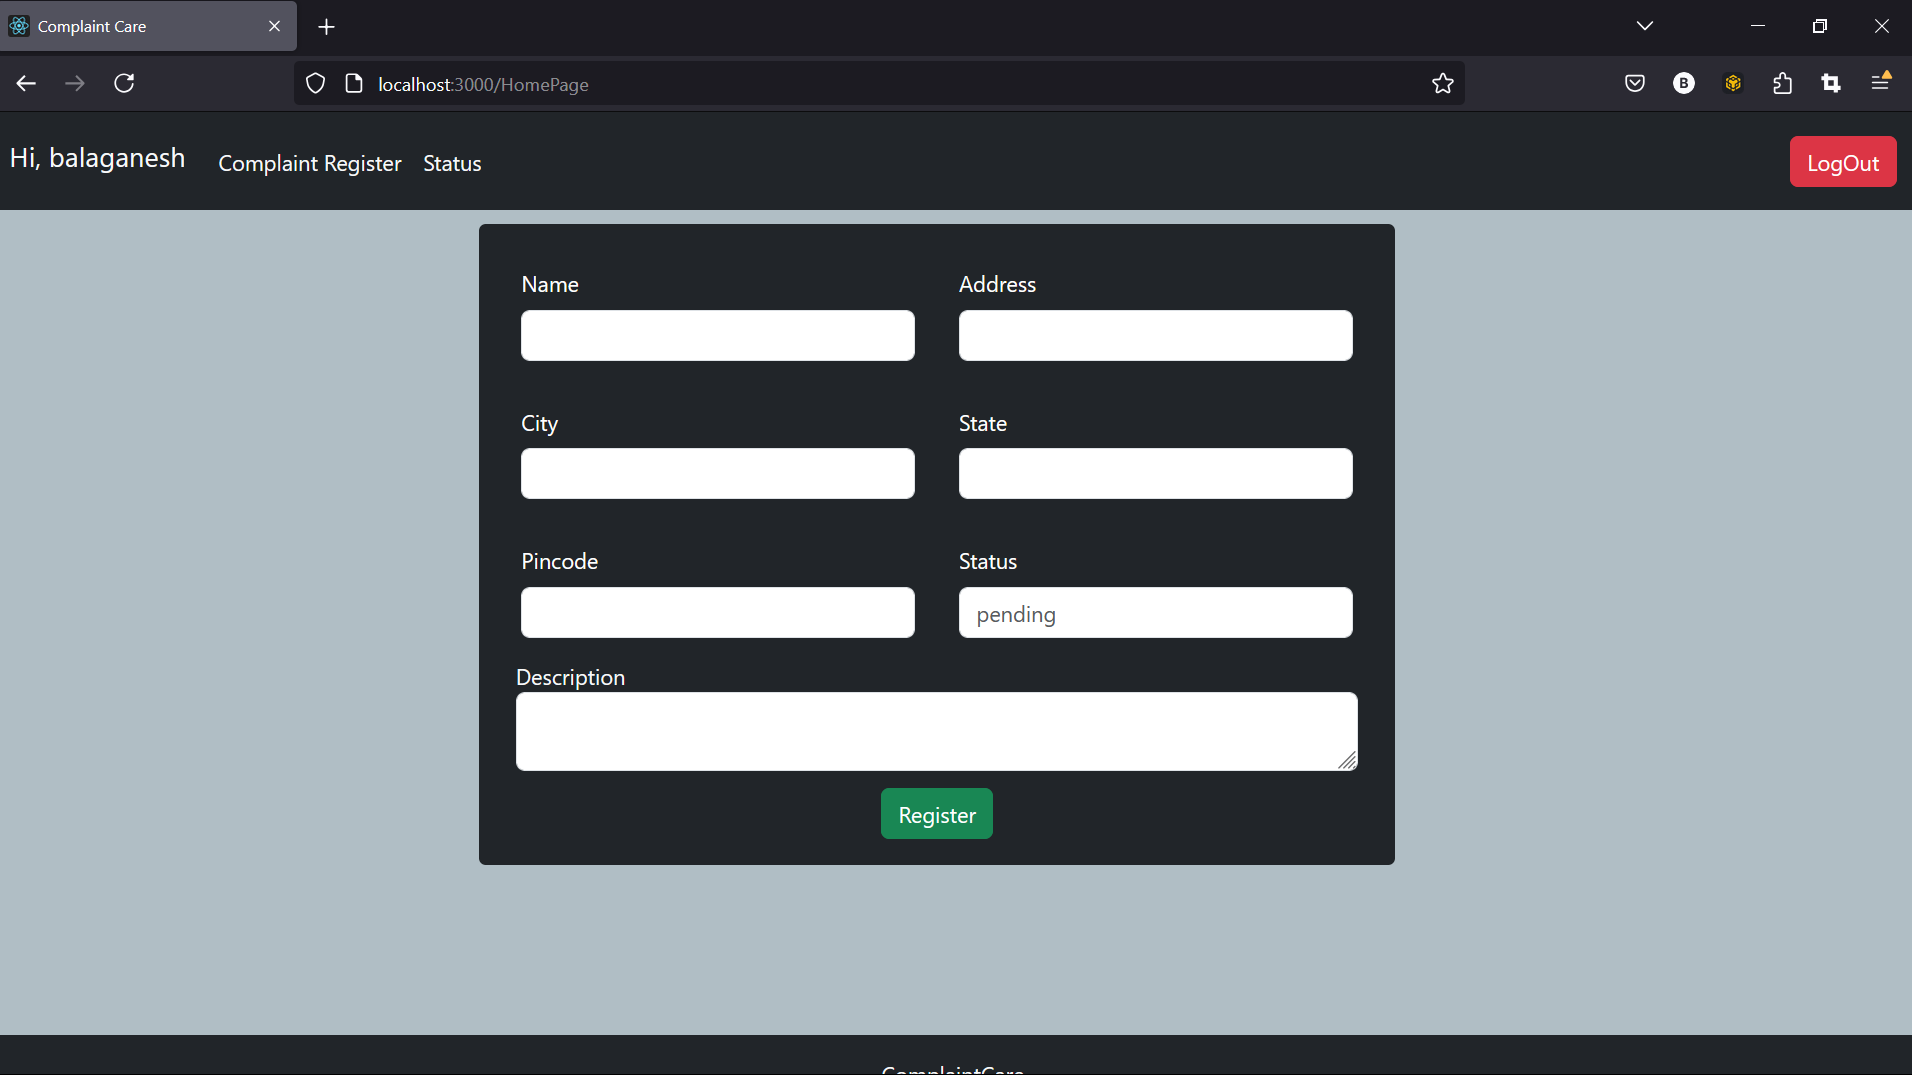 Complaint Care
localhost:3000/HomePage
B
Hi, balaganesh Complaint Register Status LogOut
Name Address
City State
Pincode Status
pending
Description
Register
ComplaintCare